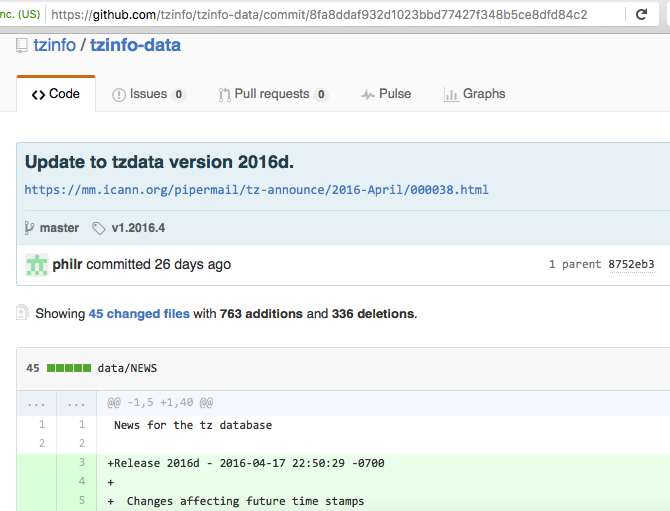 nc. (US) https://github.com/tzinfo/tzinfo-data/commit/8fa8ddaf932d1023bbd77427f348b5ce8dfd84c2
tzinfo / tzinfo-data
Code Issues 0 Pull requests 0 Pulse Graphs
Update to tzdata version 2016d.
https://mm.icann.org/pipermail/tz-announce/2016-April/000038.html
master v1.2016.4
philr committed 26 days ago 1 parent 8752eb3
Showing 45 changed files with 763 additions and 336 deletions.
45 data/NEWS
... ... @@ -1,5 +1,40 @@
1 1 News for the tz database
2 2
3 +Release 2016d - 2016-04-17 22:50:29 -0700
4 +
5 + Changes affecting future time stamps